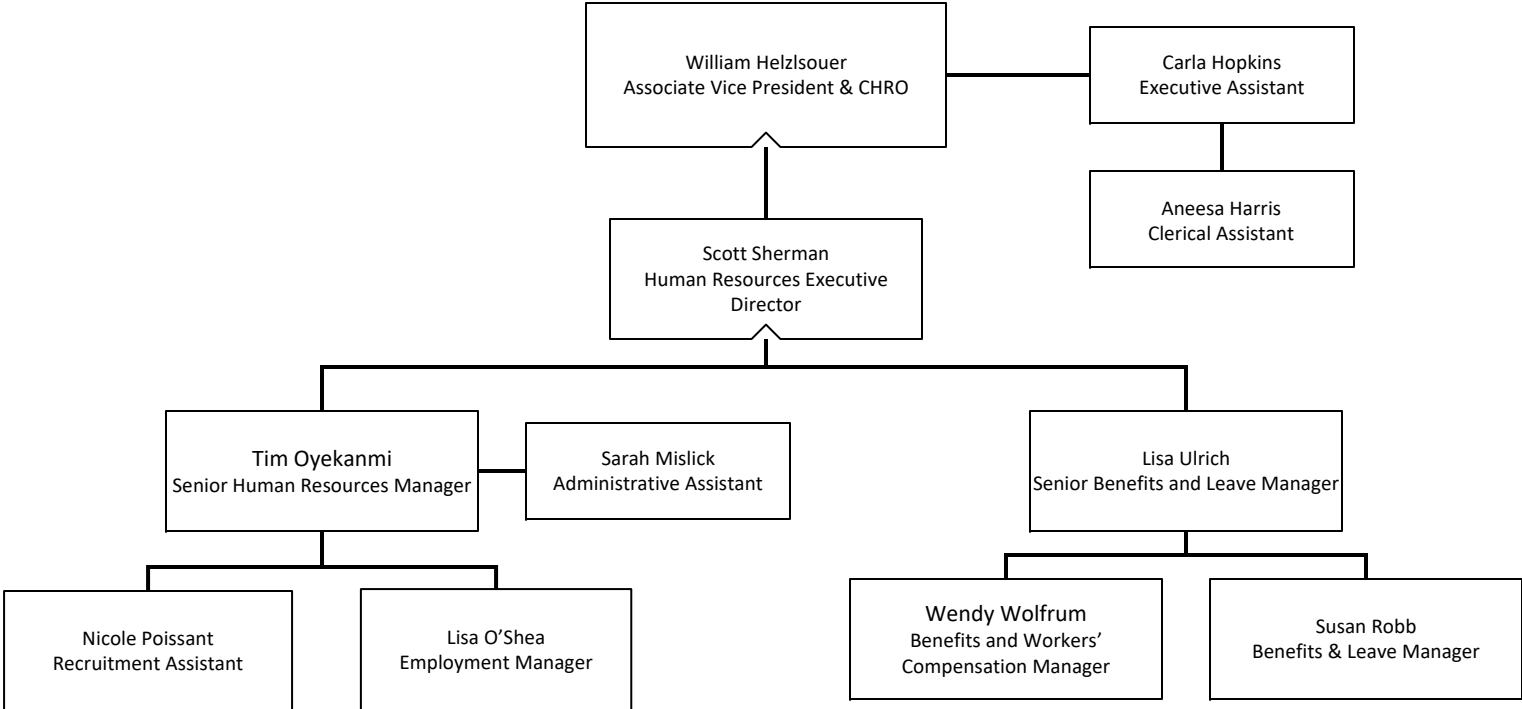 William Helzlsouer
Associate Vice President & CHRO
Carla Hopkins
Executive Assistant
Aneesa Harris
Clerical Assistant
Scott Sherman
Human Resources Executive
Director
Tim Oyekanmi
Senior Human Resources Manager
Sarah Mislick
Administrative Assistant
Lisa Ulrich
Senior Benefits and Leave Manager
Nicole Poissant
Recruitment Assistant
Lisa O’Shea
Employment Manager
Wendy Wolfrum
Benefits and Workers’
Compensation Manager
Susan Robb
Benefits & Leave Manager